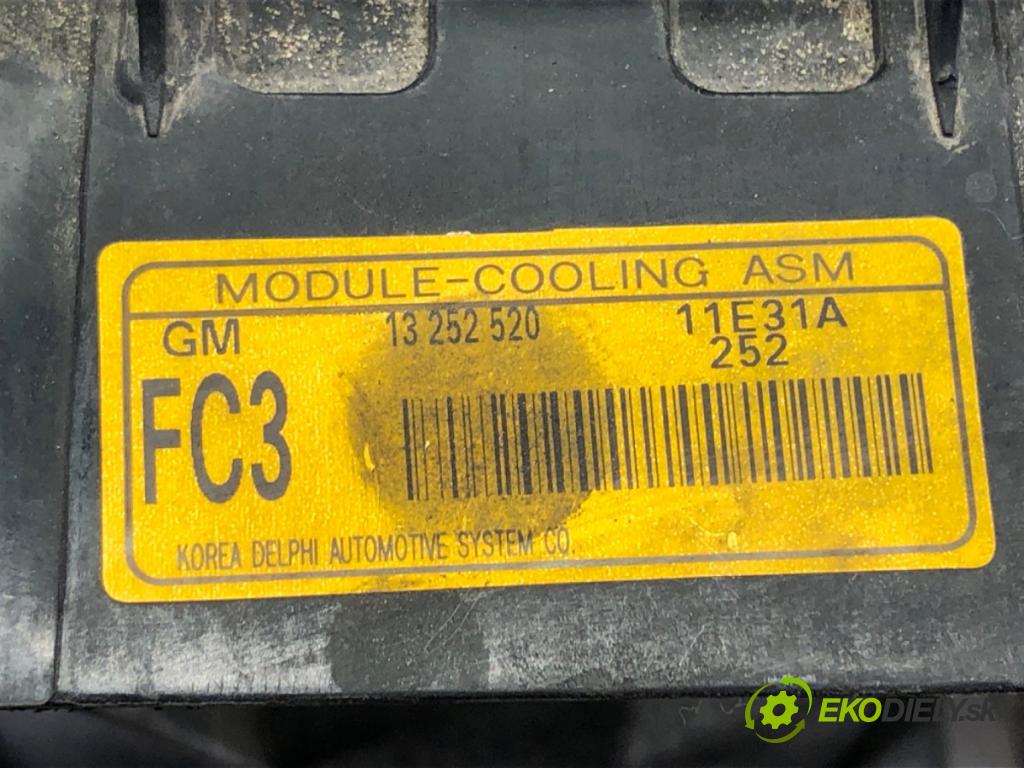 MODULE-COOLING ASM
GM 13 252 520 11E31A
252
FC3
KOREA DELPHI AUTOMOTIVE SYSTEM CO.
EKODIELY.sk